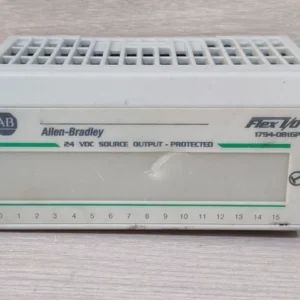 AB
Allen-Bradley
Flex I/O
24 VDC SOURCE OUTPUT - PROTECTED
1794-OB16P
0 1 2 3 4 5 6 7 8 9 10 11 12 13 14 15